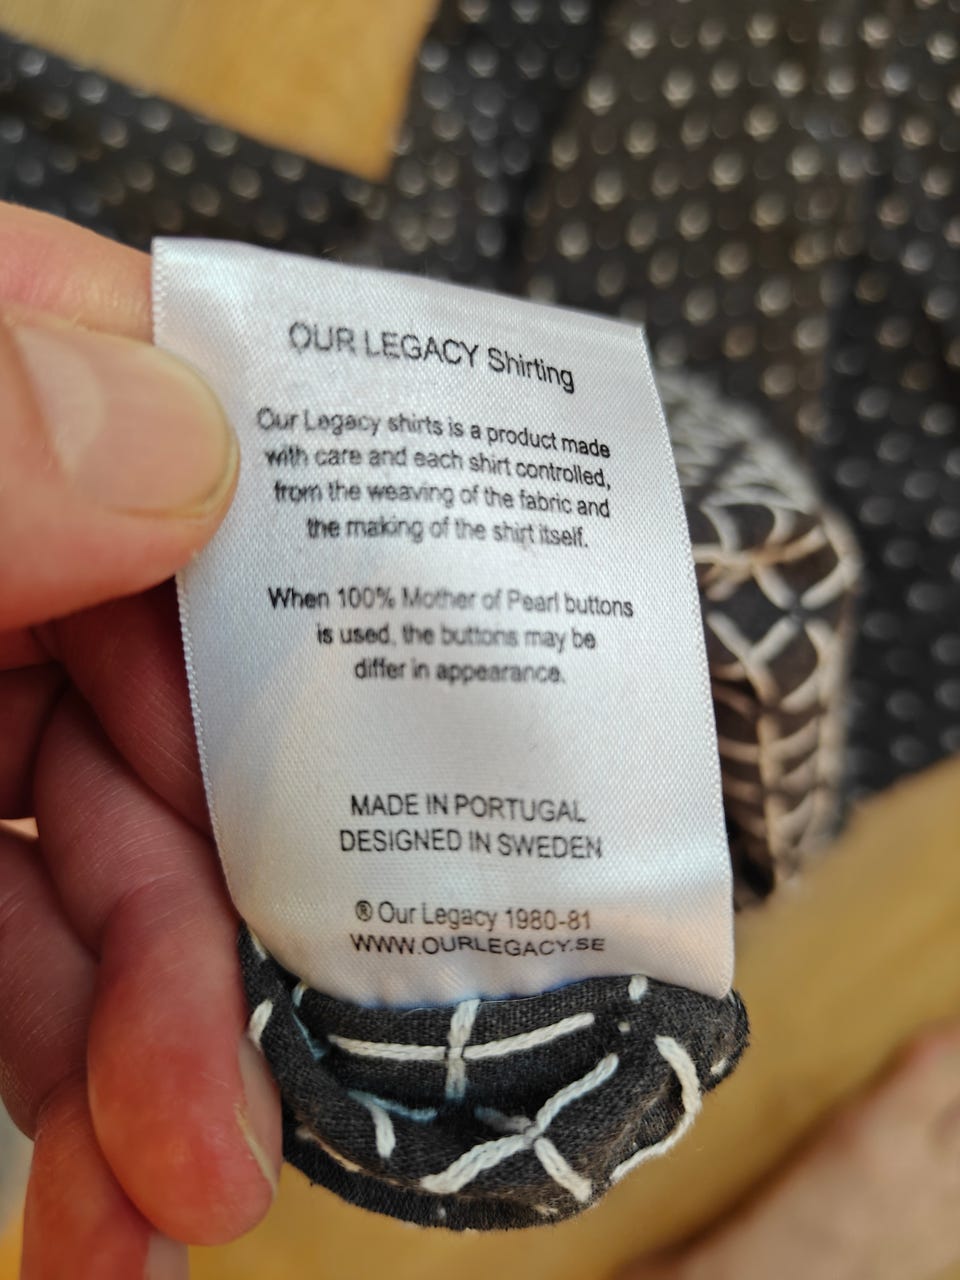 OUR LEGACY Shirting
Our Legacy shirts is a product made
with care and each shirt controlled,
from the weaving of the fabric and
the making of the shirt itself.
When 100% Mother of Pearl buttons
is used, the buttons may be
differ in appearance.
MADE IN PORTUGAL
DESIGNED IN SWEDEN
® Our Legacy 1980-81
WWW.OURLEGACY.SE